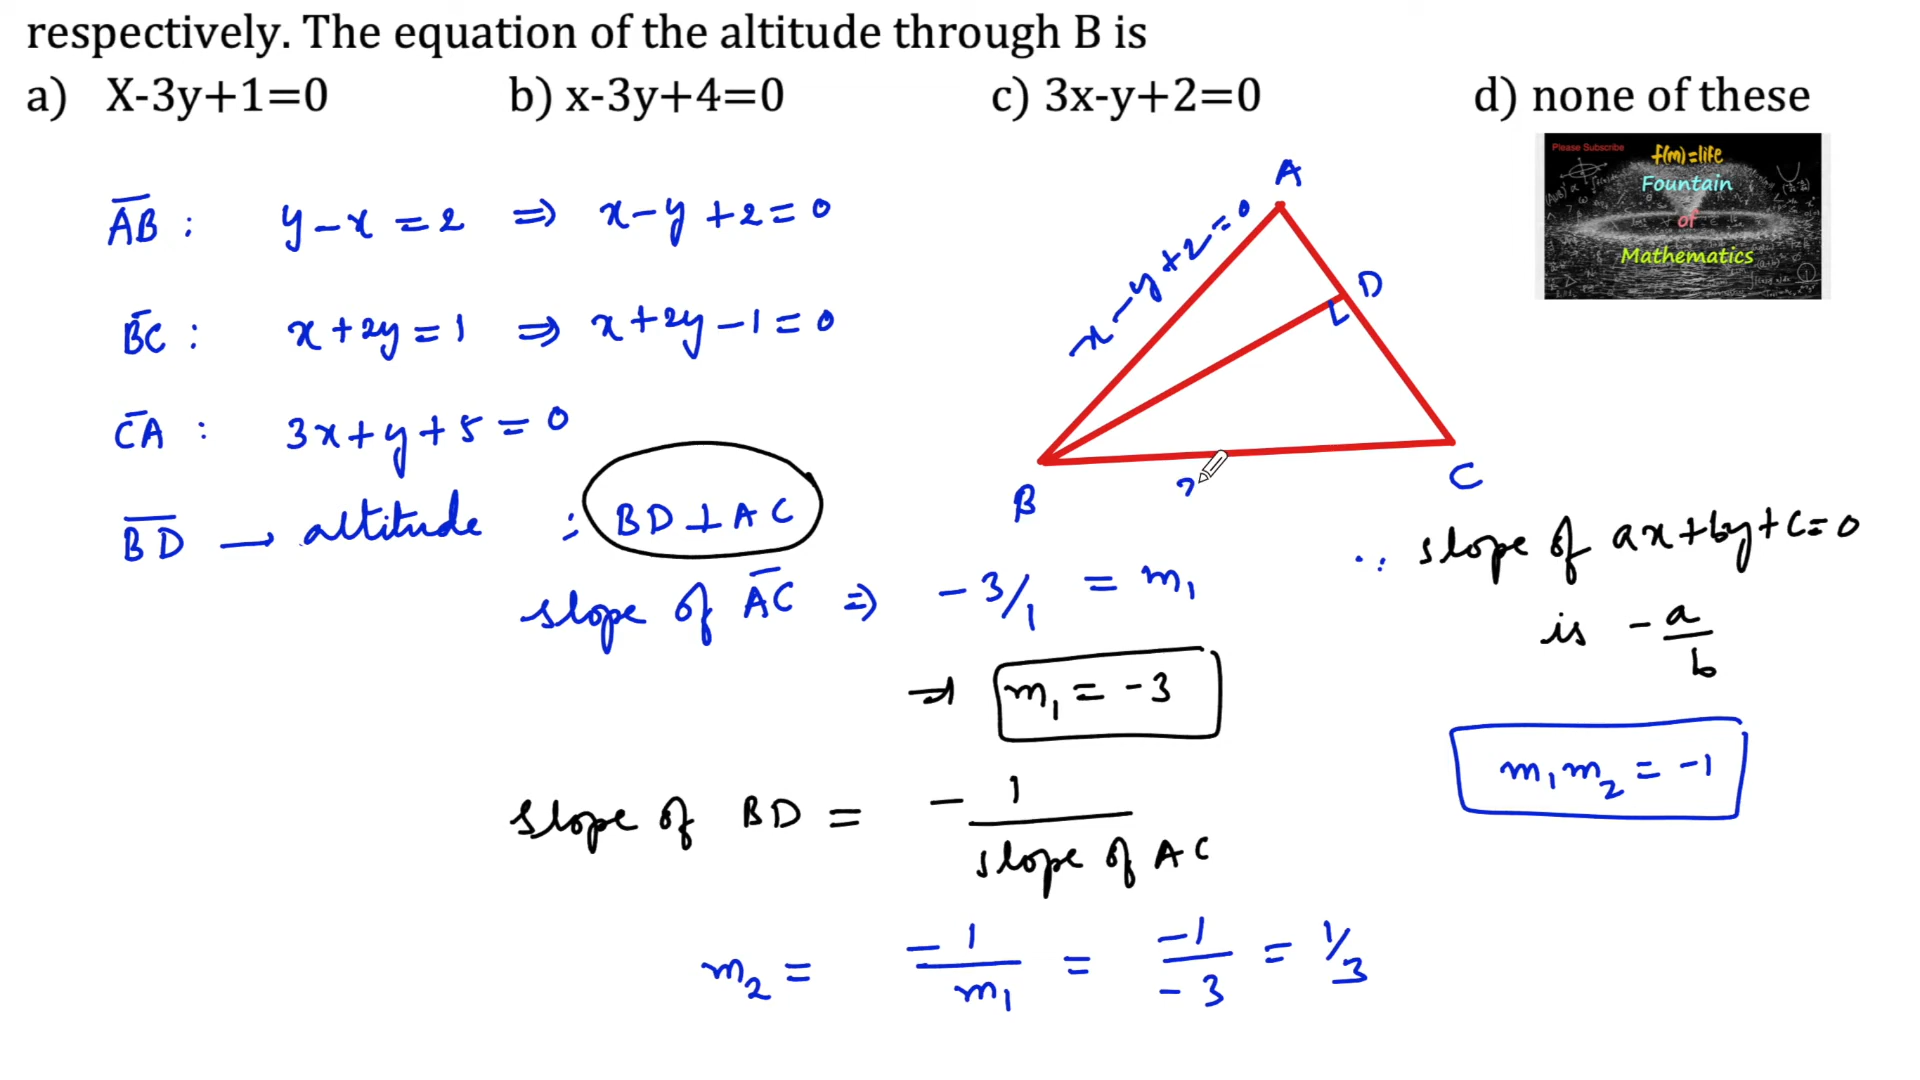 respectively. The equation of the altitude through B is
a) X-3y+1=0 b) x-3y+4=0 c) 3x-y+2=0 d) none of these
Please Subscribe
f(m)=life
Fountain
of
Mathematics
A
AB : y-x=2 ⇒ x-y+2=0
x-y+2=0
D
BC : x+2y=1 ⇒ x+2y-1=0
CA : 3x+y+5=0
B
C
BD → altitude : BD⊥AC
∵ slope of ax+by+c=0
is -a/b
slope of AC ⇒ -3/1 = m₁
⇒ m₁ = -3
m₁m₂ = -1
slope of BD = -1/slope of AC
m₂ = -1/m₁ = -1/-3 = 1/3